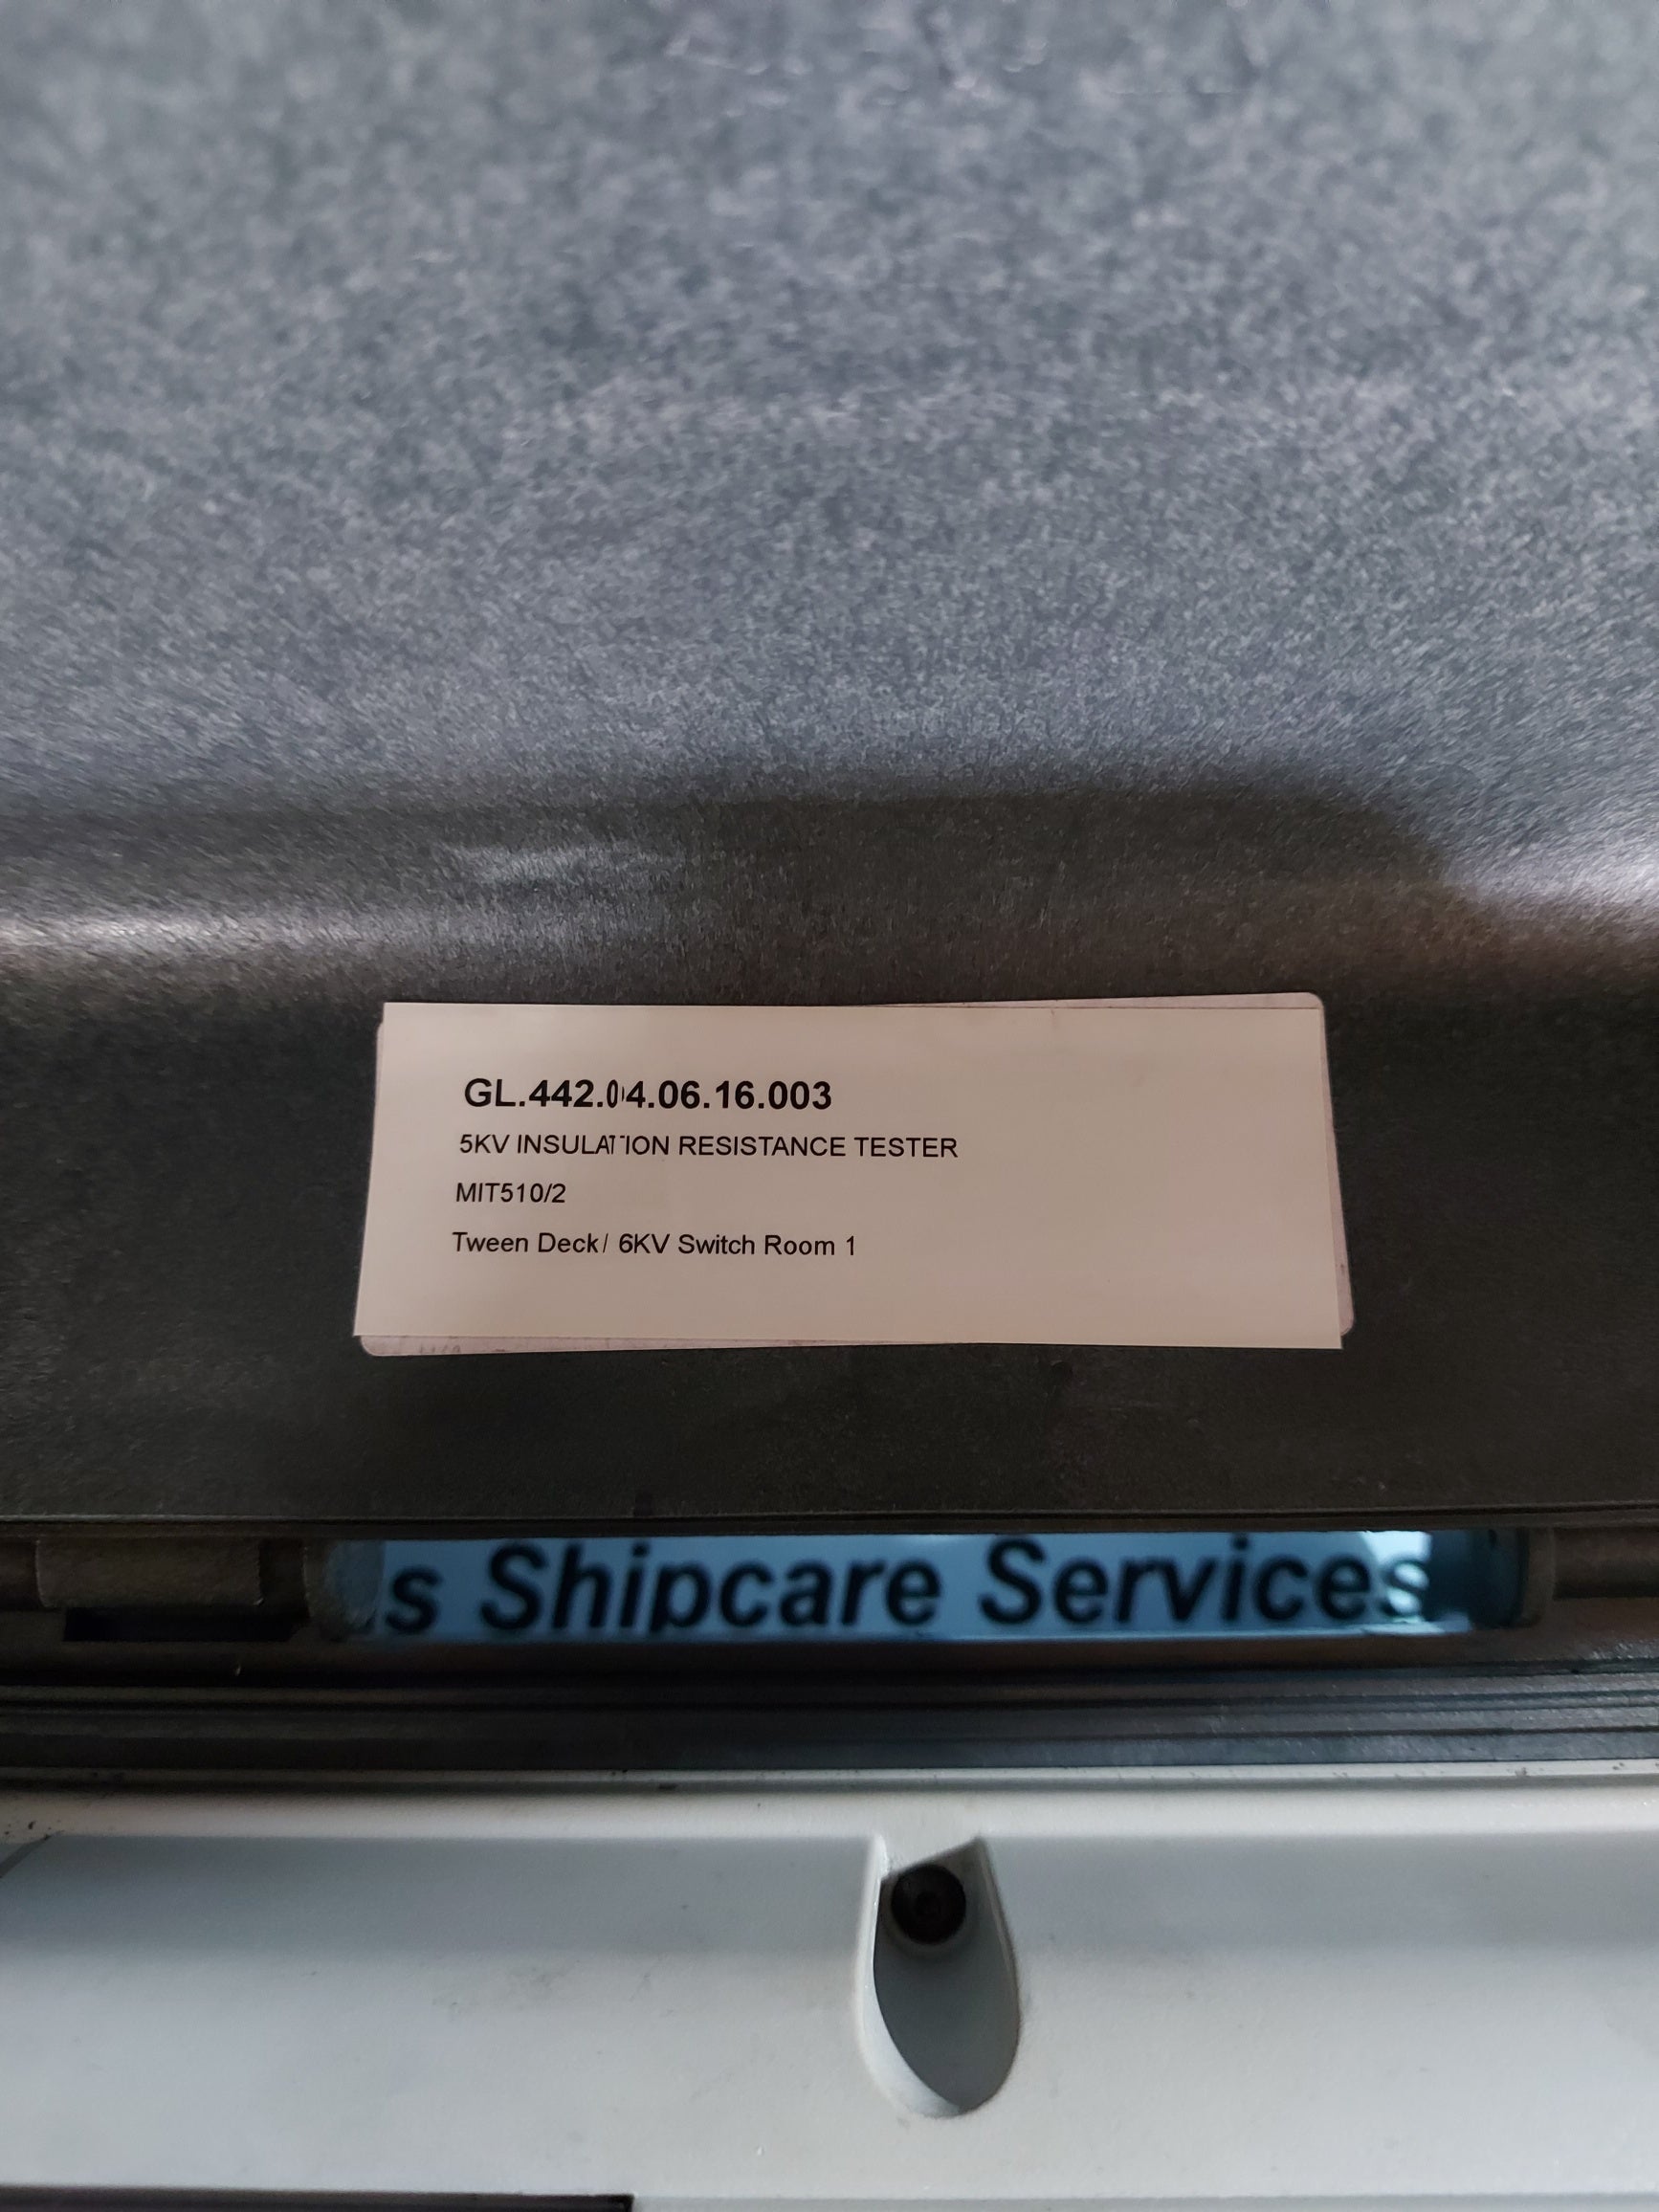 GL.442.04.06.16.003
5KV INSULATION RESISTANCE TESTER
MIT510/2
Tween Deck/ 6KV Switch Room 1
s Shipcare Services